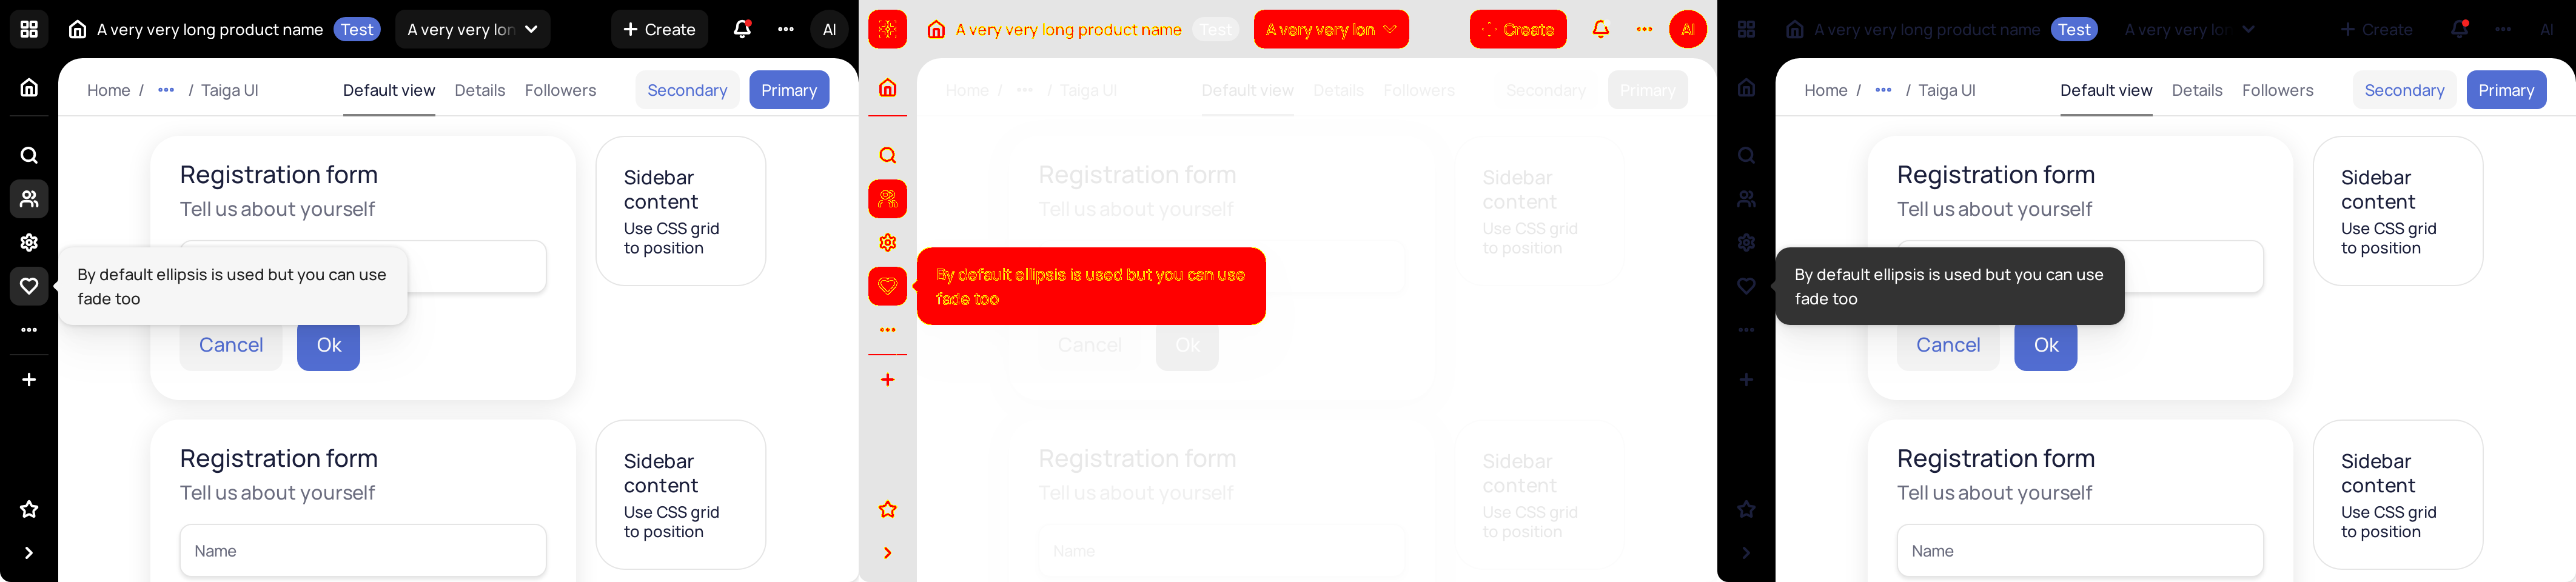 A very very long product name Test A very very lon Create AI
Home / ... / Taiga UI Default view Details Followers Secondary Primary
Registration form
Tell us about yourself
Sidebar
content
Use CSS grid
to position
By default ellipsis is used but you can use
fade too
Cancel Ok
Registration form
Tell us about yourself
Name
Sidebar
content
Use CSS grid
to position
A very very long product name Test A very very lon Create AI
Home / ... / Taiga UI Default view Details Followers Secondary Primary
Registration form
Tell us about yourself
Sidebar
content
Use CSS grid
to position
By default ellipsis is used but you can use
fade too
Cancel Ok
Registration form
Tell us about yourself
Name
Sidebar
content
Use CSS grid
to position
A very very long product name Test A very very lo Create AI
Home / ... / Taiga UI Default view Details Followers Secondary Primary
Registration form
Tell us about yourself
Sidebar
content
Use CSS grid
to position
By default ellipsis is used but you can use
fade too
Cancel Ok
Registration form
Tell us about yourself
Name
Sidebar
content
Use CSS grid
to position